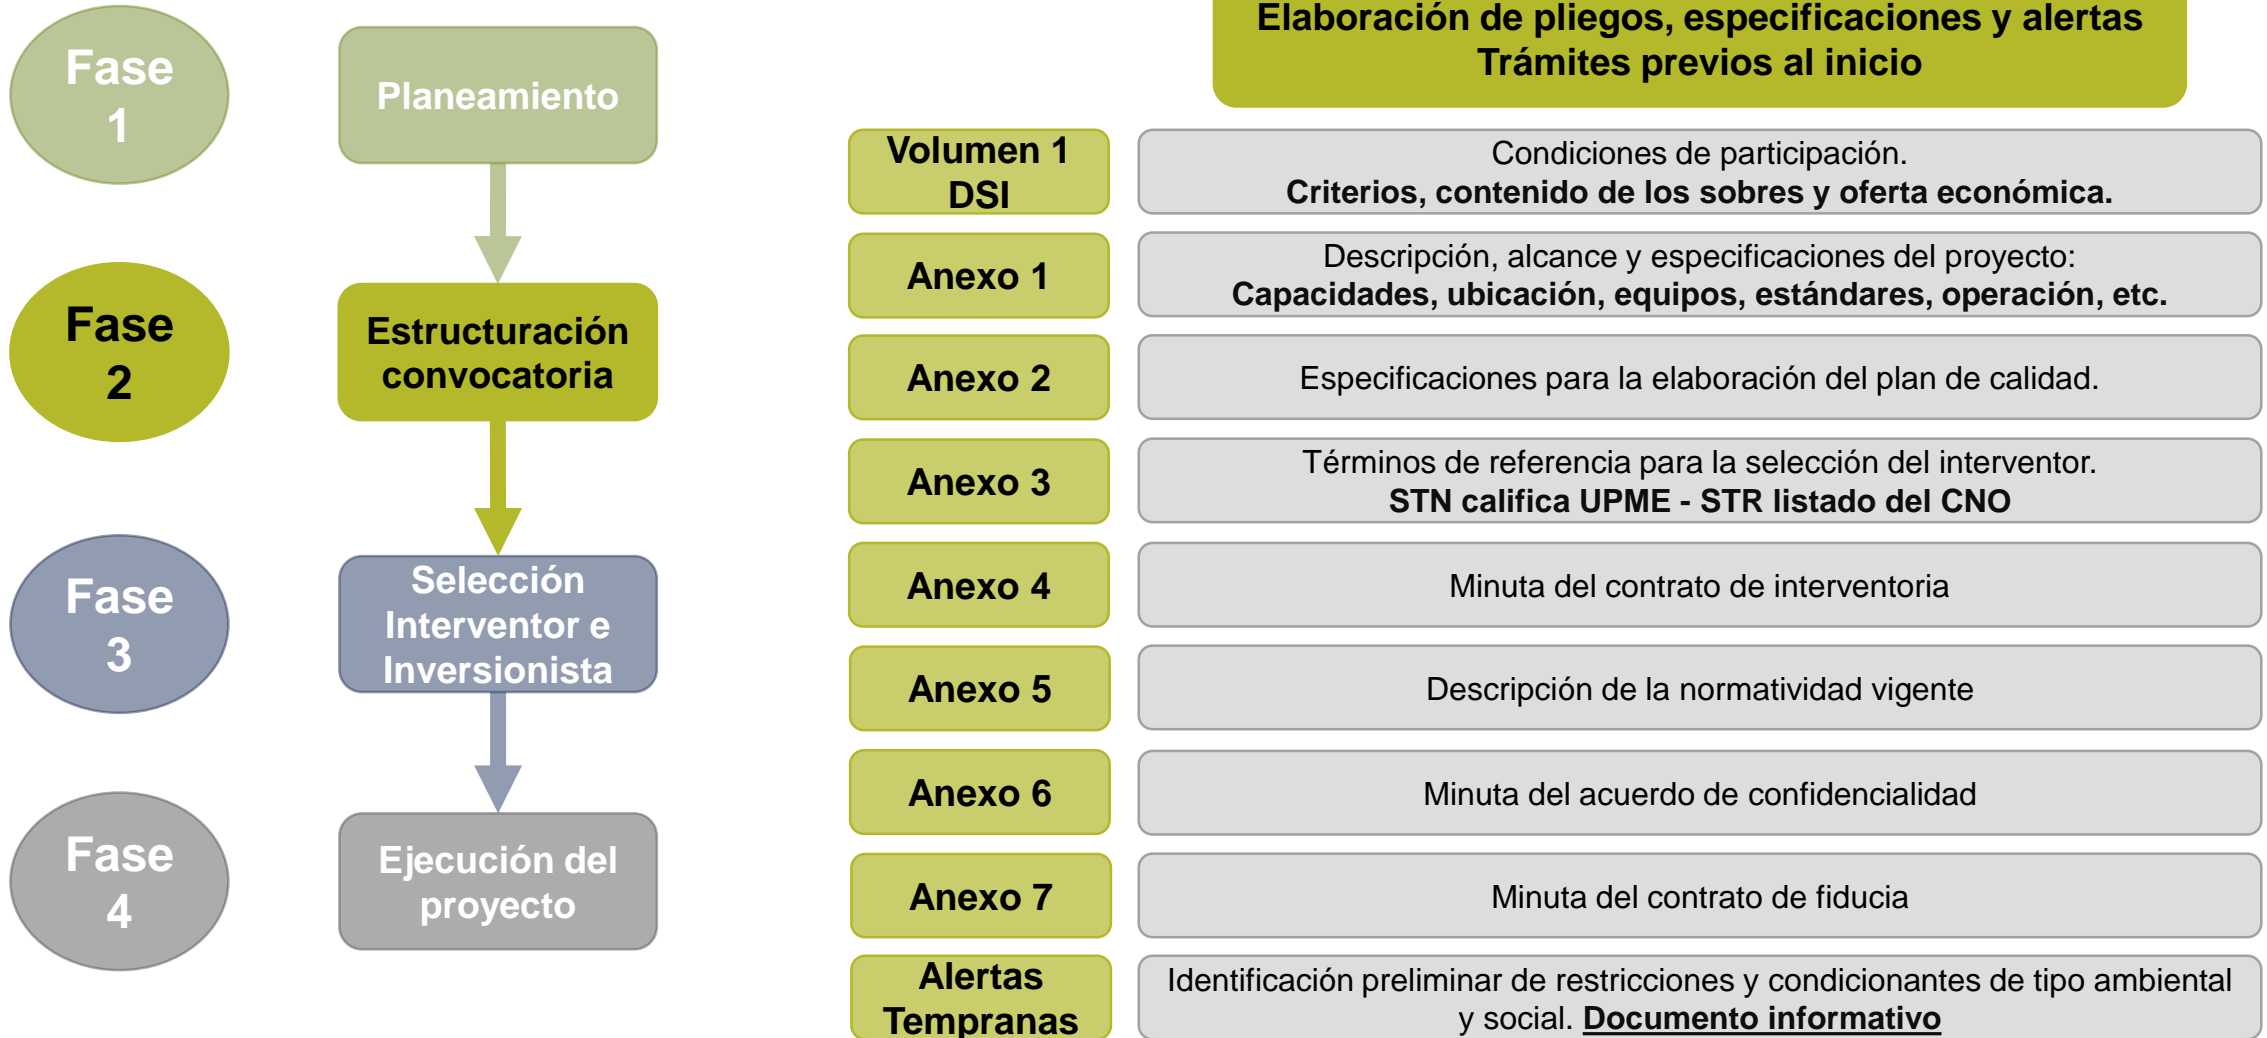 Elaboración de pliegos, especificaciones y alertas
Trámites previos al inicio
Fase
1
Planeamiento
Fase
2
Estructuración
convocatoria
Fase
3
Selección
Interventor e
Inversionista
Fase
4
Ejecución del
proyecto
Volumen 1
DSI
Condiciones de participación.
Criterios, contenido de los sobres y oferta económica.
Anexo 1
Descripción, alcance y especificaciones del proyecto:
Capacidades, ubicación, equipos, estándares, operación, etc.
Anexo 2
Especificaciones para la elaboración del plan de calidad.
Anexo 3
Términos de referencia para la selección del interventor.
STN califica UPME - STR listado del CNO
Anexo 4
Minuta del contrato de interventoria
Anexo 5
Descripción de la normatividad vigente
Anexo 6
Minuta del acuerdo de confidencialidad
Anexo 7
Minuta del contrato de fiducia
Alertas
Tempranas
Identificación preliminar de restricciones y condicionantes de tipo ambiental
y social. Documento informativo